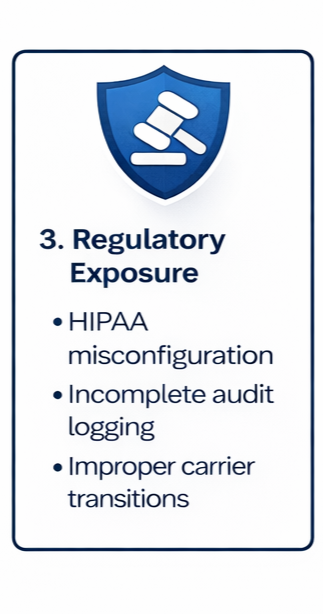 3. Regulatory
Exposure
• HIPAA
misconfiguration
• Incomplete audit
logging
• Improper carrier
transitions